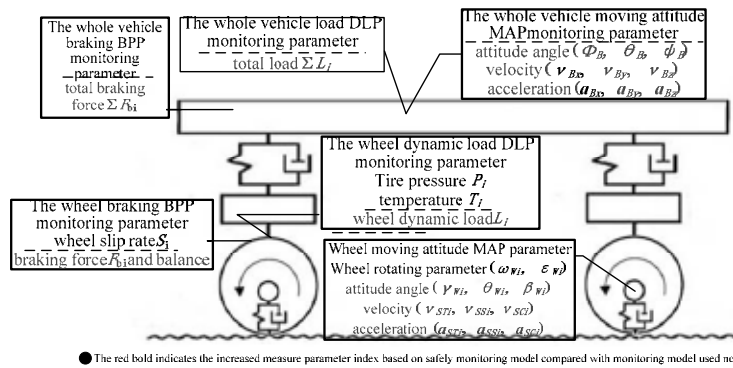 The whole vehicle
braking BPP
monitoring
parameter
total braking
force Σ F_bi
The whole vehicle load DLP
monitoring parameter
total load Σ L_i
The whole vehicle moving attitude
MAPmonitoring parameter
attitude angle (Φ_B, θ_B, ψ_B)
velocity (v_Bx, v_By, v_Bz)
acceleration (a_Bx, a_By, a_Bz)
The wheel dynamic load DLP
monitoring parameter
Tire pressure P_i
temperature T_i
wheel dynamic load L_i
The wheel braking BPP
monitoring parameter
wheel slip rate S_i
braking force F_bi and balance
Wheel moving attitude MAP parameter
Wheel rotating parameter (ω_Wi, ε_Wi)
attitude angle (γ_Wi, θ_Wi, β_Wi)
velocity (v_STi, v_SSi, v_SCi)
acceleration (a_STi, a_SSi, a_SCi)
● The red bold indicates the increased measure parameter index based on safely monitoring model compared with monitoring model used